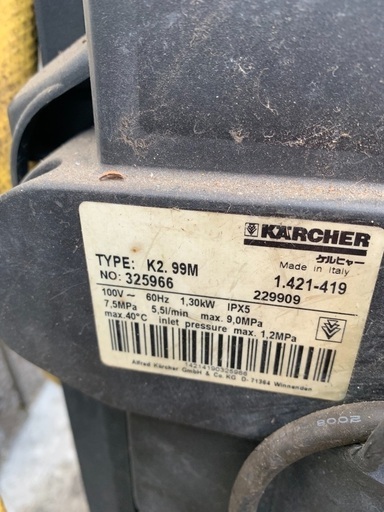 KÄRCHER
ケルヒャー
TYPE: K2. 99M
Made in Italy
NO: 325966
1.421-419
229909
100V～ 60Hz 1,30kW IPX5
7,5MPa 5,5l/min max. 9,0MPa
max.40°C inlet pressure max. 1,2MPa
Alfred Kärcher GmbH & Co. KG D-71364 Winnenden